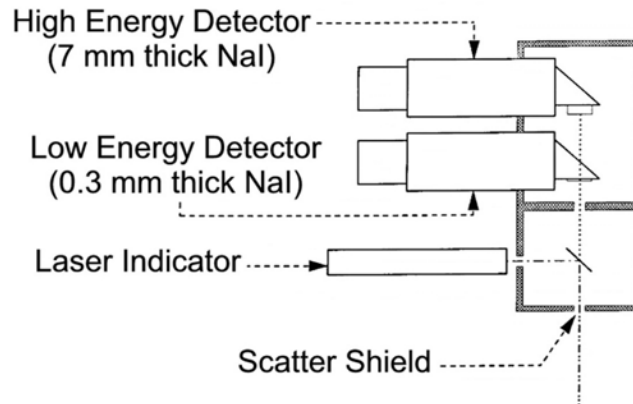 High Energy Detector
(7 mm thick NaI)
Low Energy Detector
(0.3 mm thick NaI)
Laser Indicator
Scatter Shield